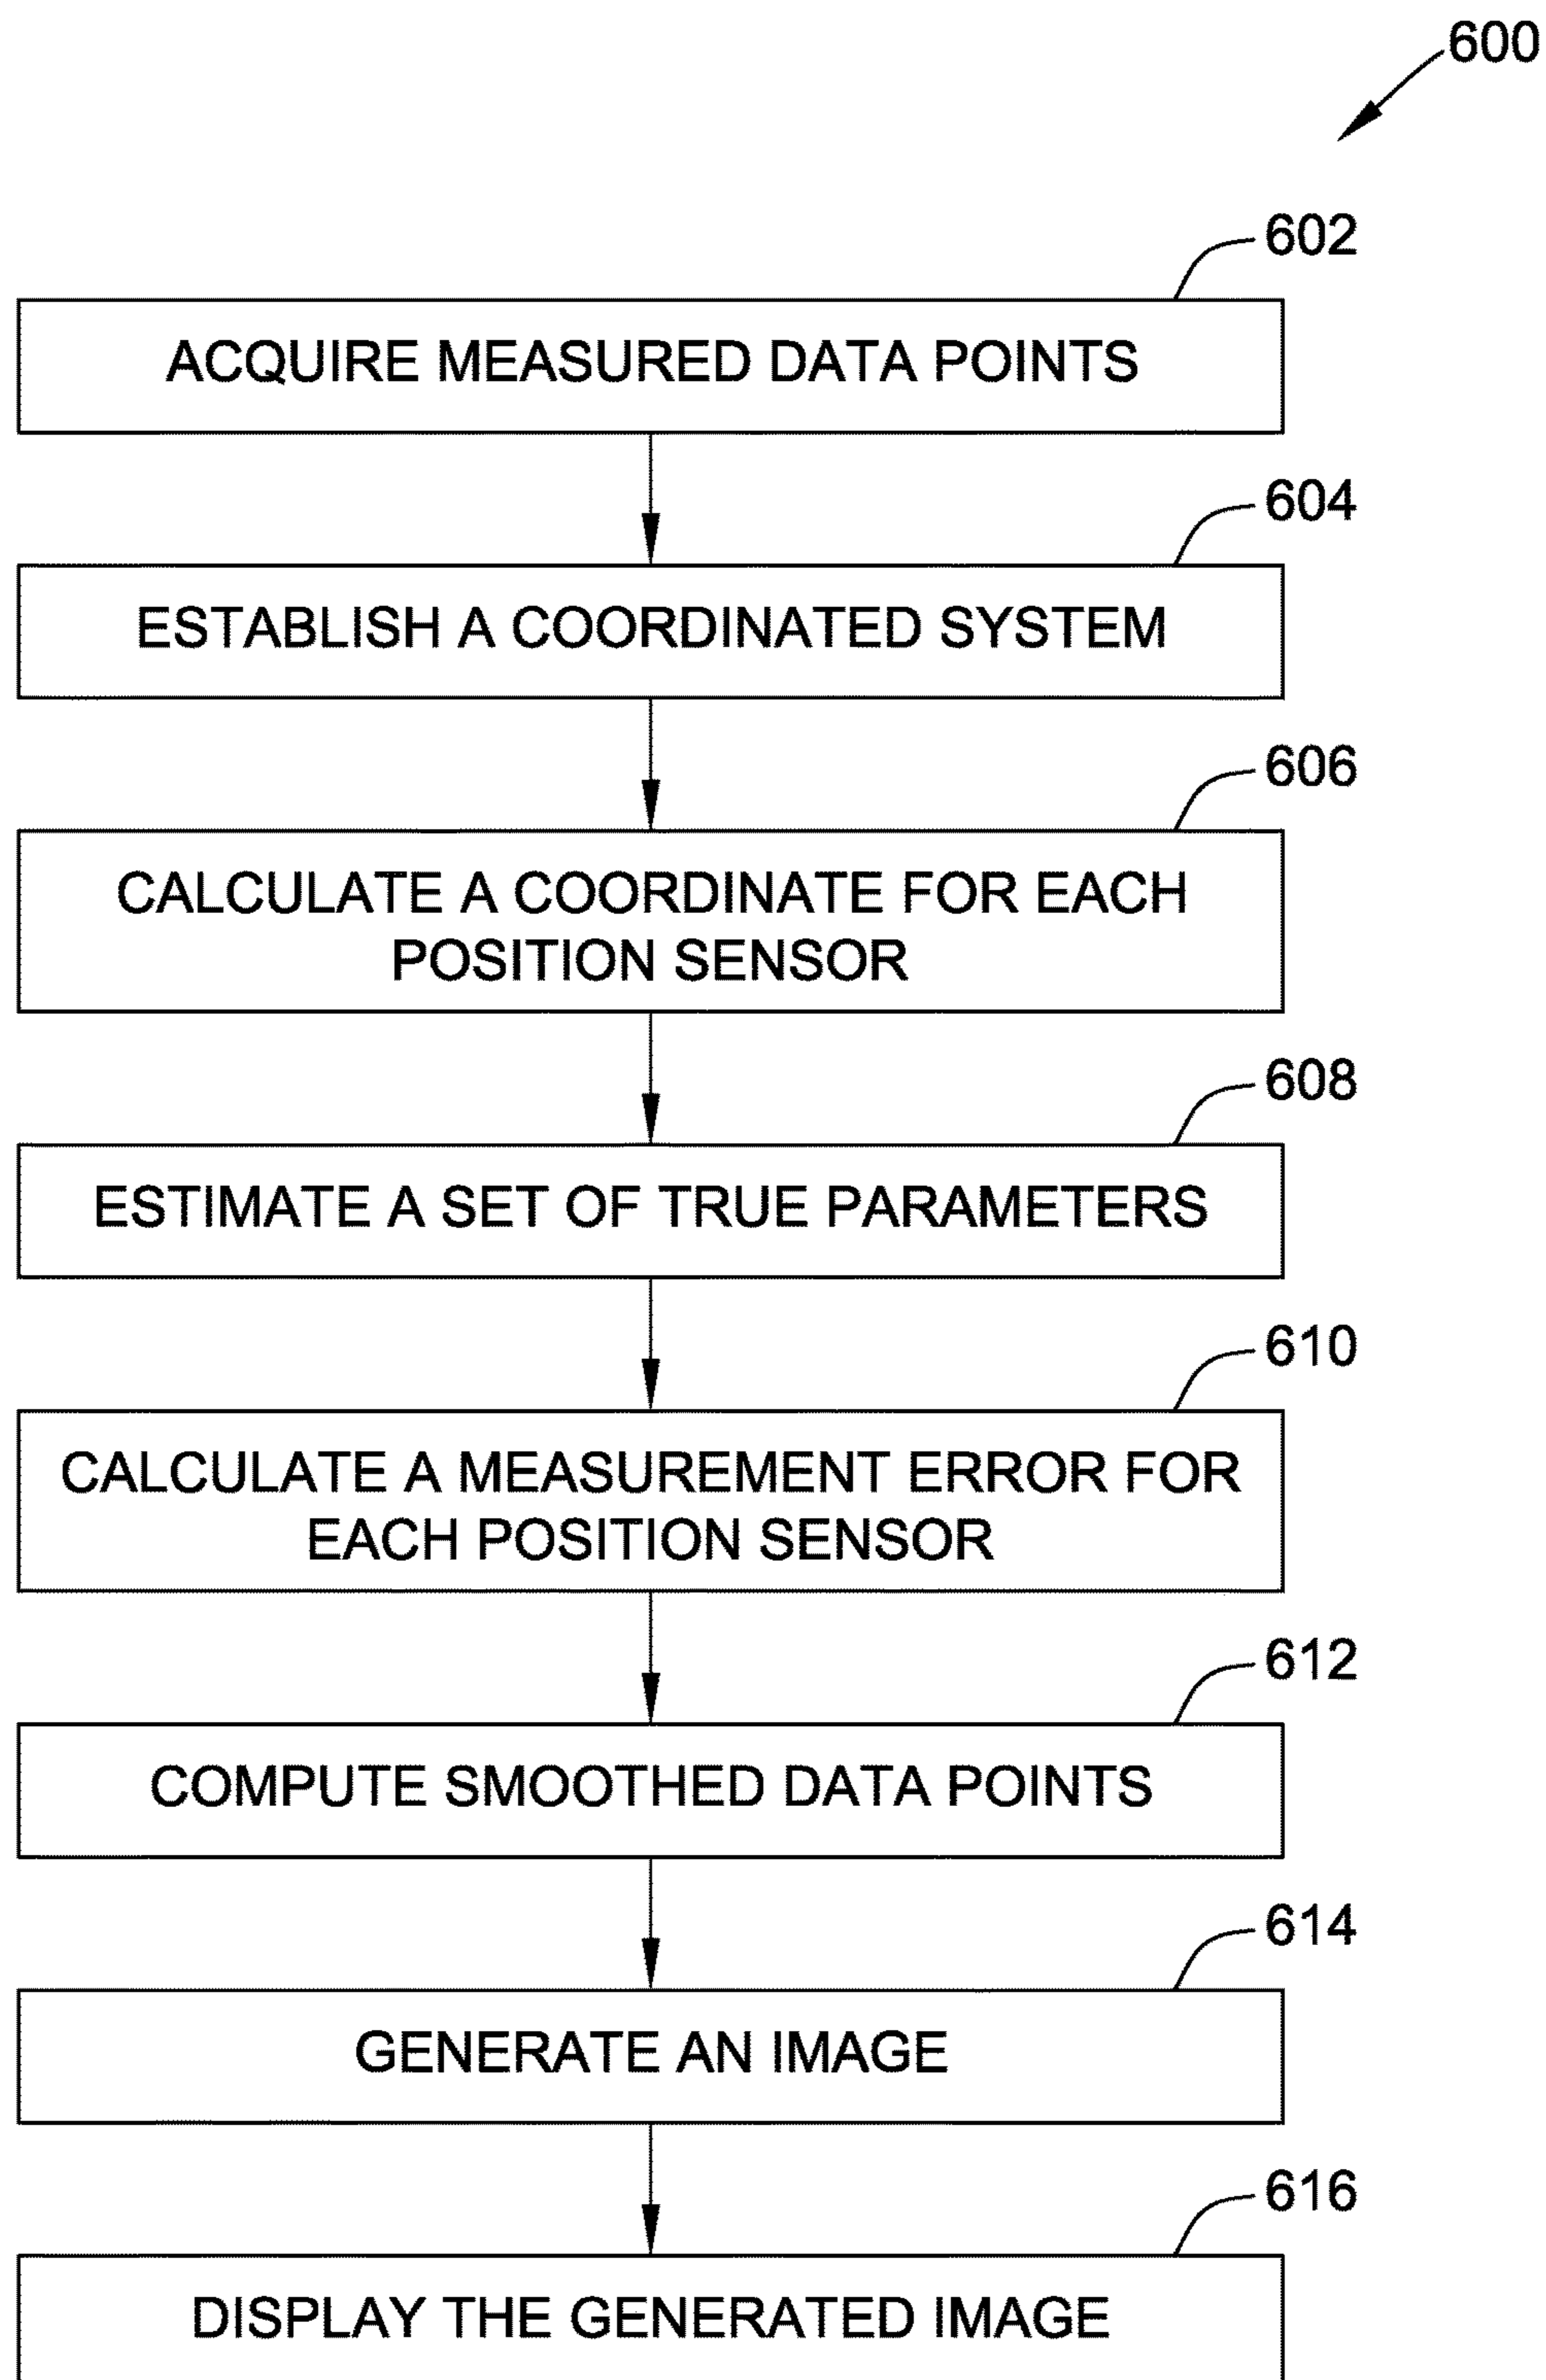 600
602
ACQUIRE MEASURED DATA POINTS
604
ESTABLISH A COORDINATED SYSTEM
606
CALCULATE A COORDINATE FOR EACH
POSITION SENSOR
608
ESTIMATE A SET OF TRUE PARAMETERS
610
CALCULATE A MEASUREMENT ERROR FOR
EACH POSITION SENSOR
612
COMPUTE SMOOTHED DATA POINTS
614
GENERATE AN IMAGE
616
DISPLAY THE GENERATED IMAGE